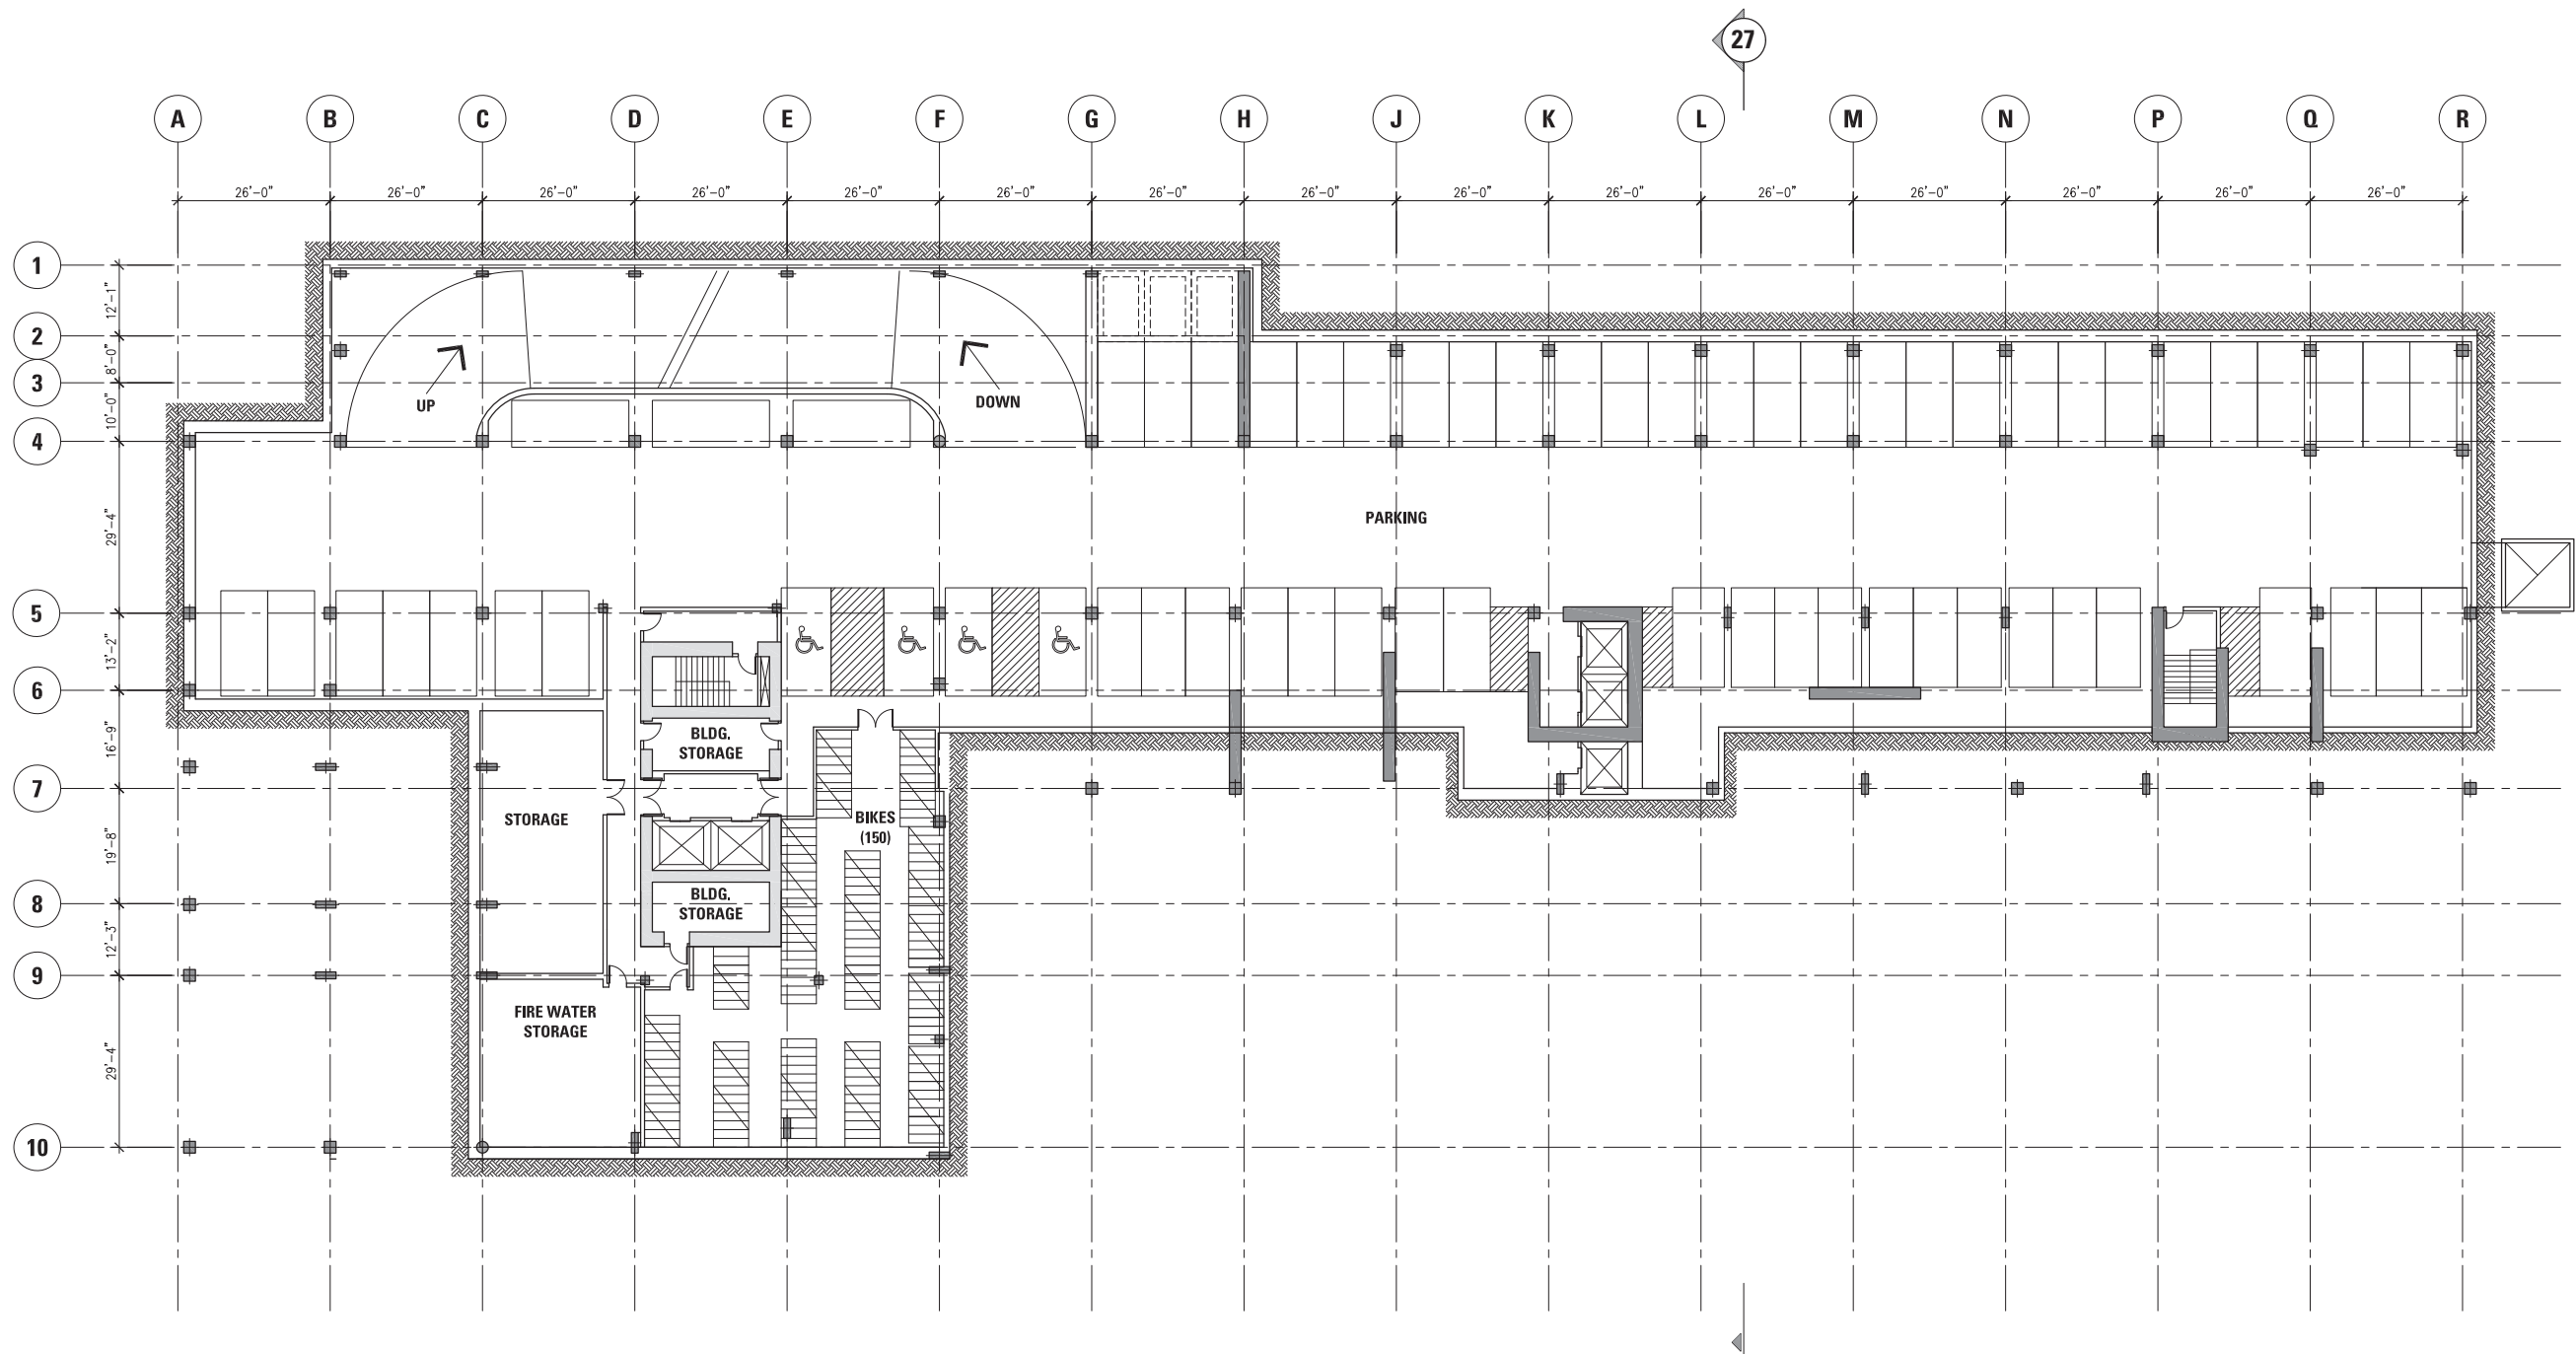 27
A B C D E F G H J K L M N P Q R
26'-0" 26'-0" 26'-0" 26'-0" 26'-0" 26'-0" 26'-0" 26'-0" 26'-0" 26'-0" 26'-0" 26'-0" 26'-0" 26'-0" 26'-0"
1
12'-1"
2
8'-0"
3
10'-0"
UP
DOWN
4
29'-4"
PARKING
5
13'-2"
6
16'-9"
BLDG.
STORAGE
7
STORAGE
BIKES
(150)
19'-8"
BLDG.
STORAGE
8
12'-3"
9
FIRE WATER
STORAGE
29'-4"
10